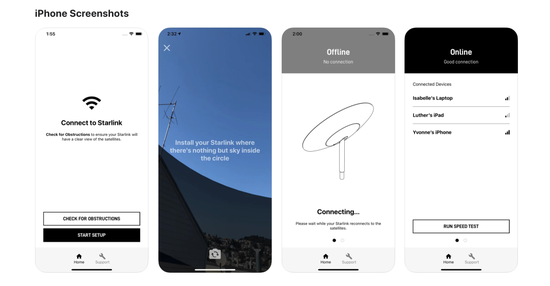 iPhone Screenshots
1:55
Connect to Starlink
Check for Obstructions to ensure your Starlink will
have a clear view of the satellites.
CHECK FOR OBSTRUCTIONS
START SETUP
Home
Support
2:32
Install your Starlink where
there's nothing but sky inside
the circle
2:00
Offline
No connection
Connecting...
Please wait while your Starlink reconnects to the
satellites.
Home
Support
Online
Good connection
Connected Devices
Isabelle's Laptop
Luther's iPad
Yvonne's iPhone
RUN SPEED TEST
Home
Support